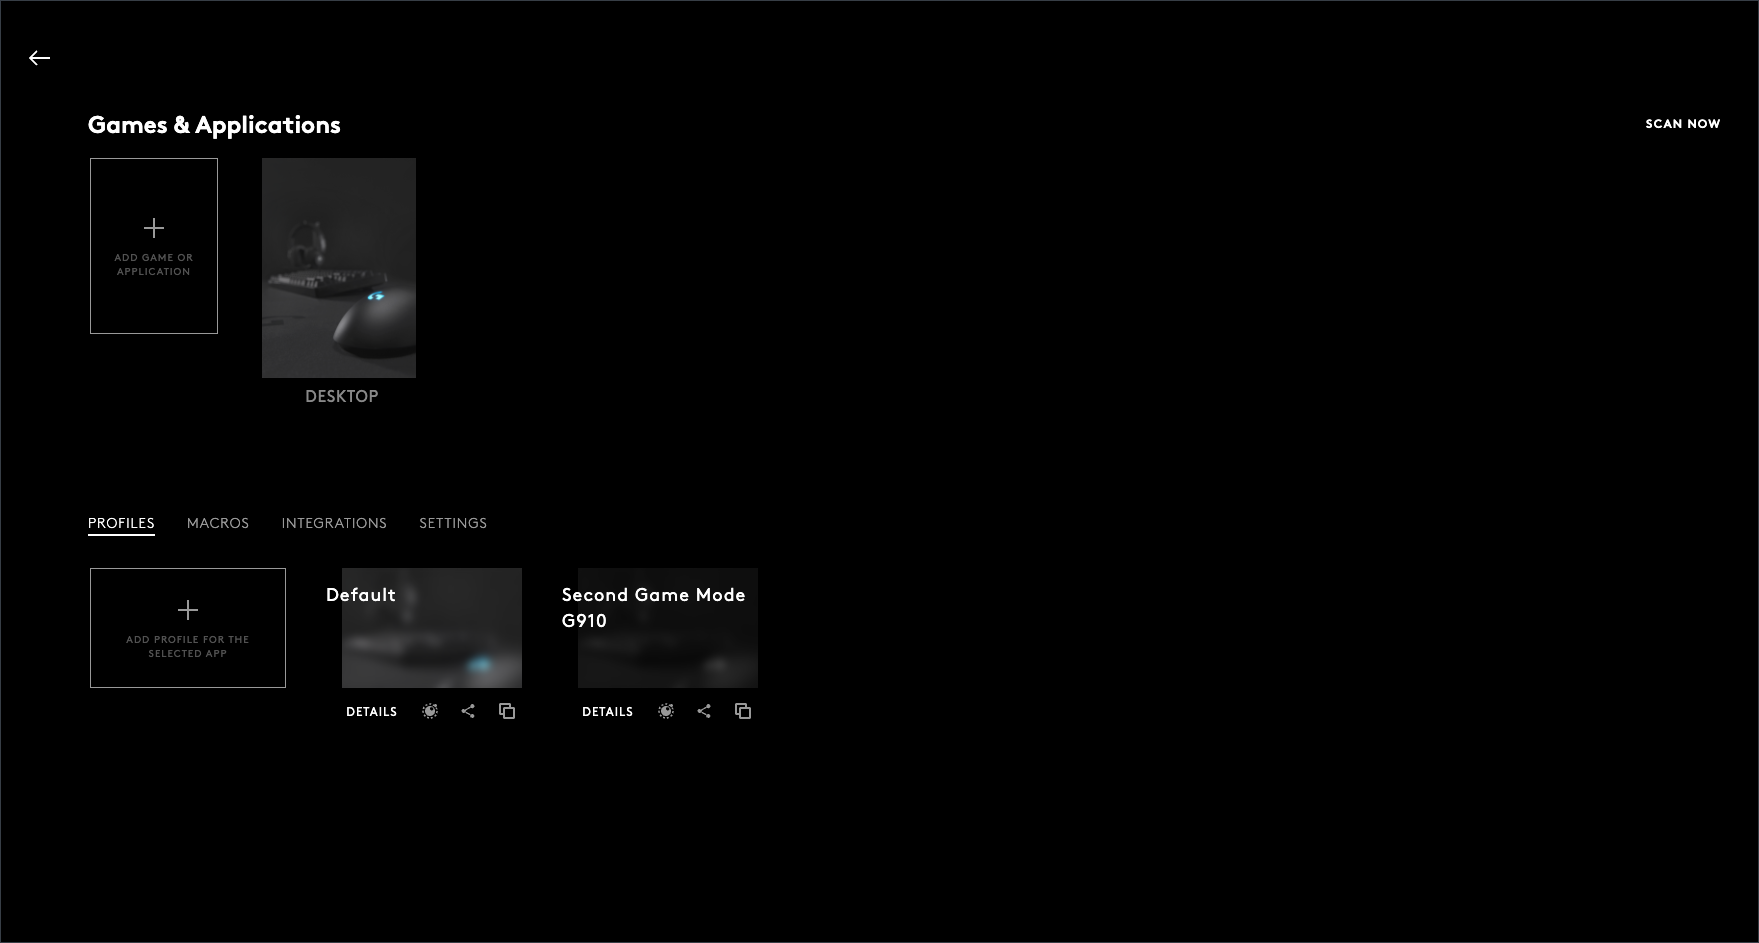 Games & Applications
SCAN NOW
ADD GAME OR
APPLICATION
DESKTOP
PROFILES
MACROS
INTEGRATIONS
SETTINGS
ADD PROFILE FOR THE
SELECTED APP
Default
Second Game Mode
G910
DETAILS
DETAILS